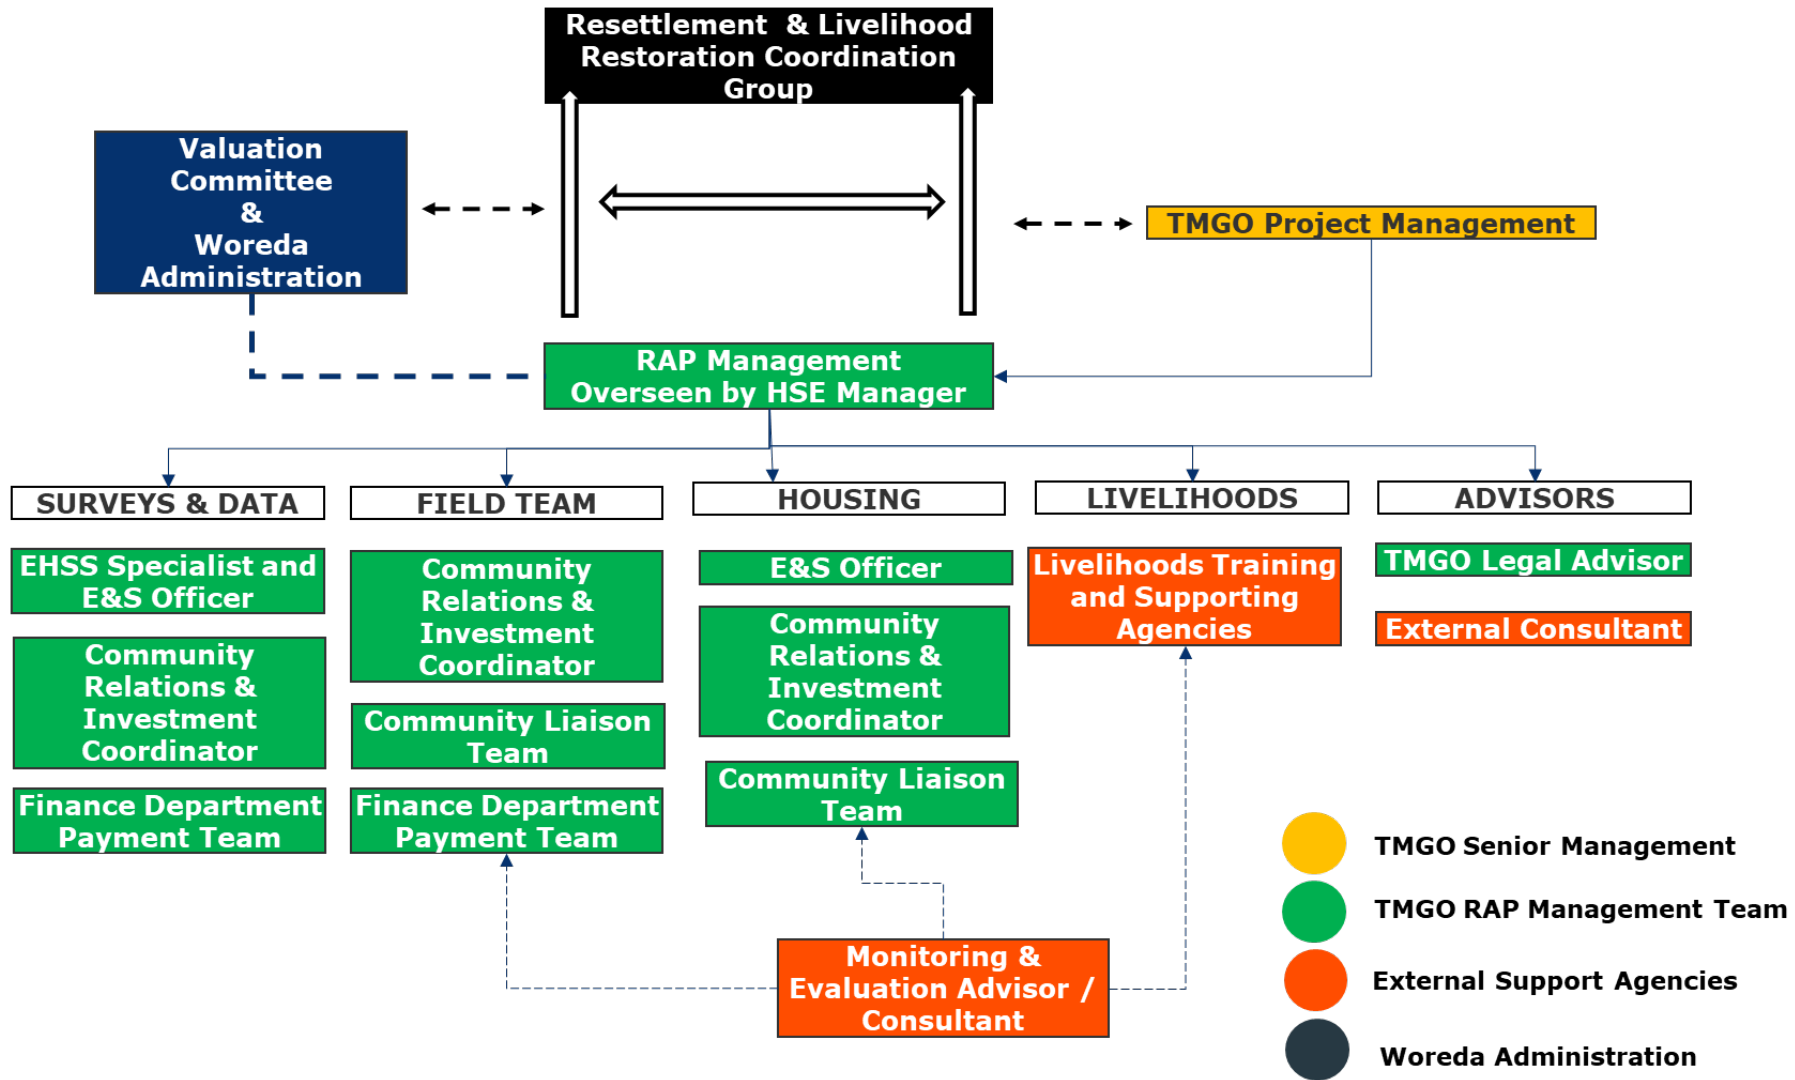 Resettlement & Livelihood
Restoration Coordination
Group
Valuation
Committee
&
Woreda
Administration
TMGO Project Management
RAP Management
Overseen by HSE Manager
SURVEYS & DATA
EHSS Specialist and
E&S Officer
Community
Relations &
Investment
Coordinator
Finance Department
Payment Team
FIELD TEAM
Community
Relations &
Investment
Coordinator
Community Liaison
Team
Finance Department
Payment Team
HOUSING
E&S Officer
Community
Relations &
Investment
Coordinator
Community Liaison
Team
LIVELIHOODS
Livelihoods Training
and Supporting
Agencies
ADVISORS
TMGO Legal Advisor
External Consultant
Monitoring &
Evaluation Advisor /
Consultant
TMGO Senior Management
TMGO RAP Management Team
External Support Agencies
Woreda Administration